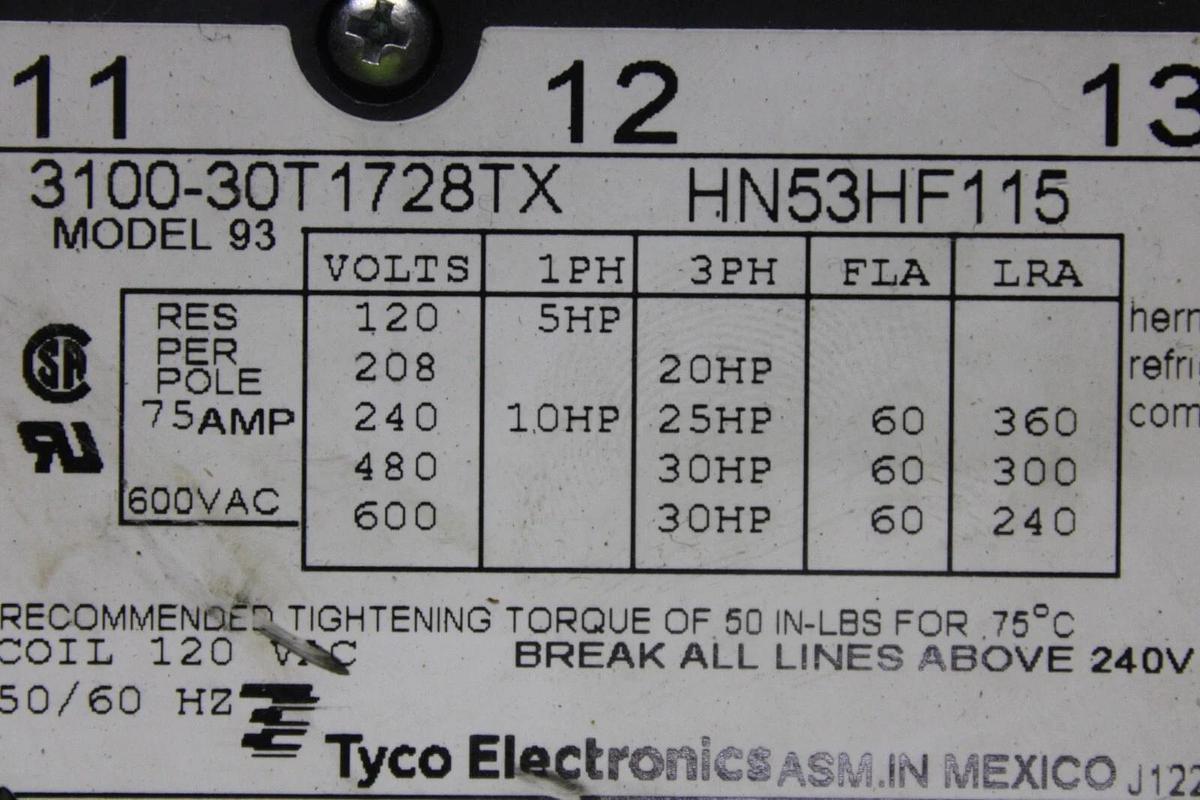 11 12 13
3100-30T1728TX HN53HF115
MODEL 93
VOLTS 1PH 3PH FLA LRA
RES PER POLE 75AMP 600VAC
120 5HP
208 20HP
240 10HP 25HP 60 360
480 30HP 60 300
600 30HP 60 240
RECOMMENDED TIGHTENING TORQUE OF 50 IN-LBS FOR 75°C
COIL 120 VAC BREAK ALL LINES ABOVE 240V
50/60 HZ
Tyco Electronics ASM.IN MEXICO